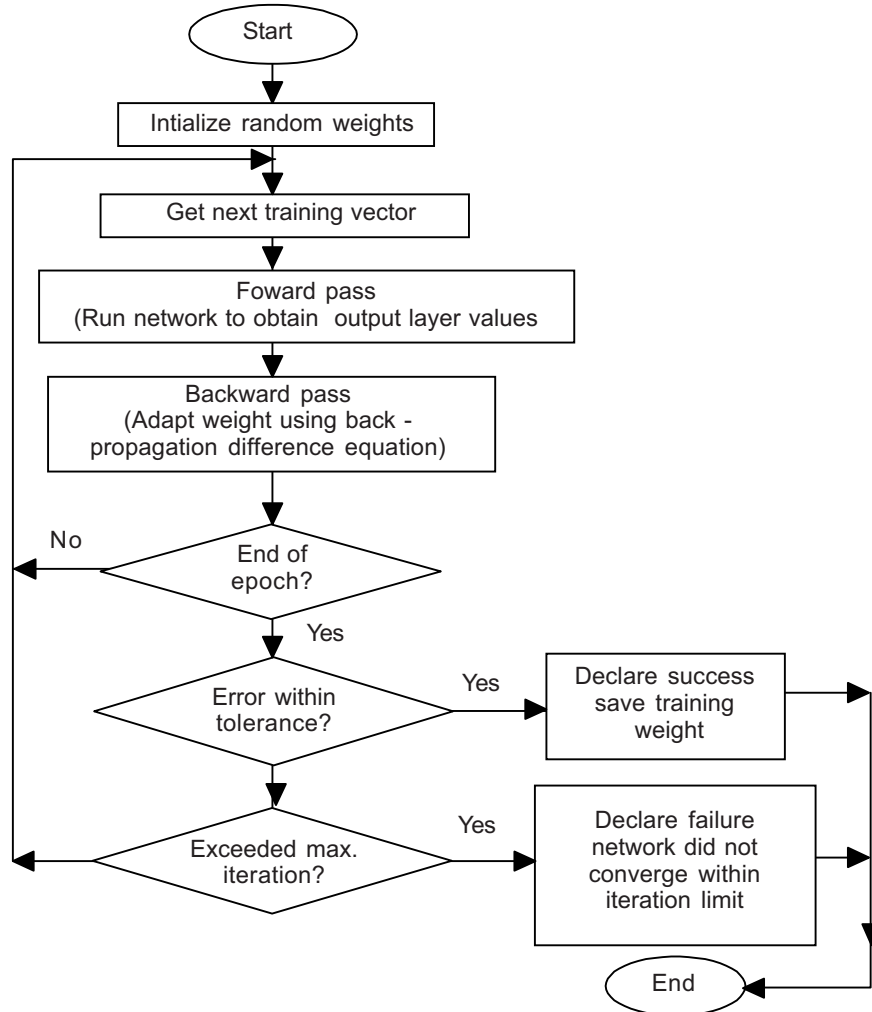 Start
Intialize random weights
Get next training vector
Foward pass
(Run network to obtain output layer values
Backward pass
(Adapt weight using back -
propagation difference equation)
No
End of
epoch?
Yes
Error within
tolerance?
Yes
Declare success
save training
weight
Exceeded max.
iteration?
Yes
Declare failure
network did not
converge within
iteration limit
End